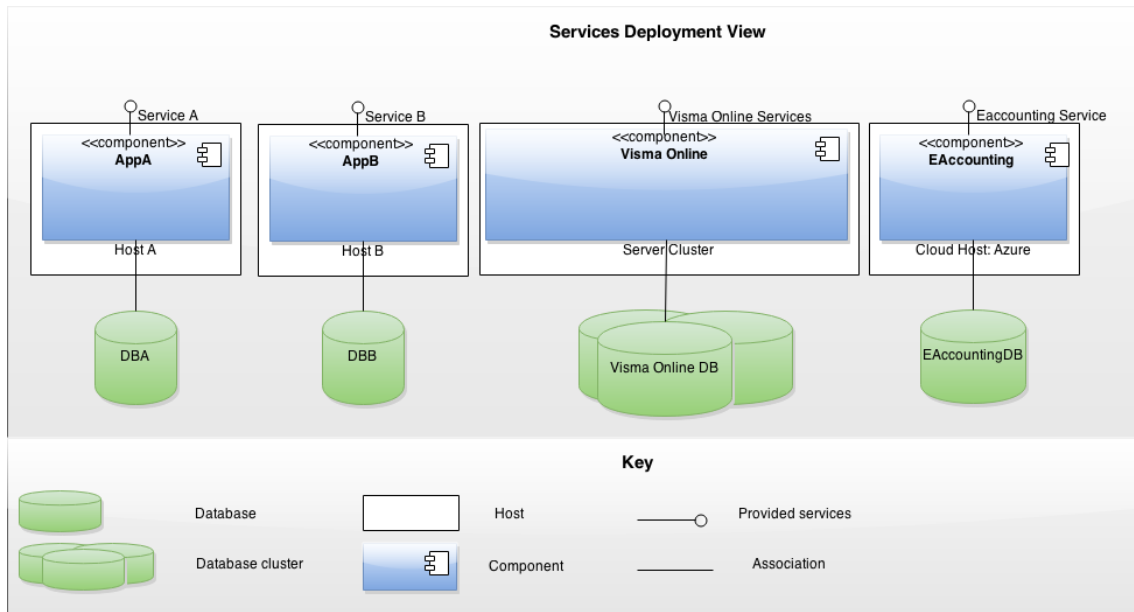 Services Deployment View
Service A
Service B
Visma Online Services
Eaccounting Service
<<component>>
AppA
<<component>>
AppB
<<component>>
Visma Online
<<component>>
EAccounting
Host A
Host B
Server Cluster
Cloud Host: Azure
DBA
DBB
Visma Online DB
EAccountingDB
Key
Database
Host
Provided services
Database cluster
Component
Association